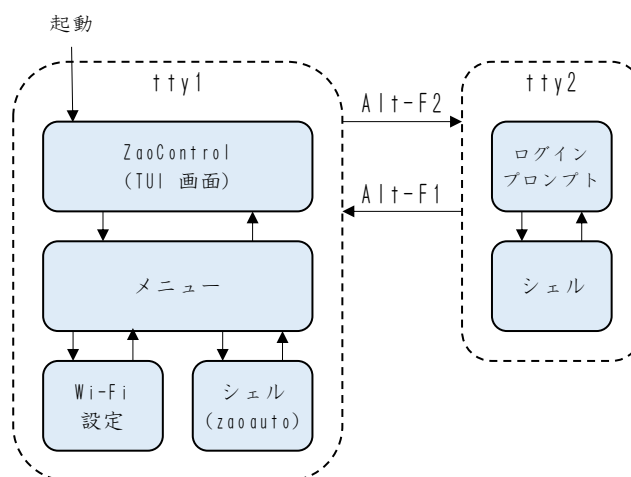 起動
tty1
ZaoControl
(TUI 画面)
メニュー
Wi-Fi
設定
シェル
(zaoauto)
Alt-F2
Alt-F1
tty2
ログイン
プロンプト
シェル